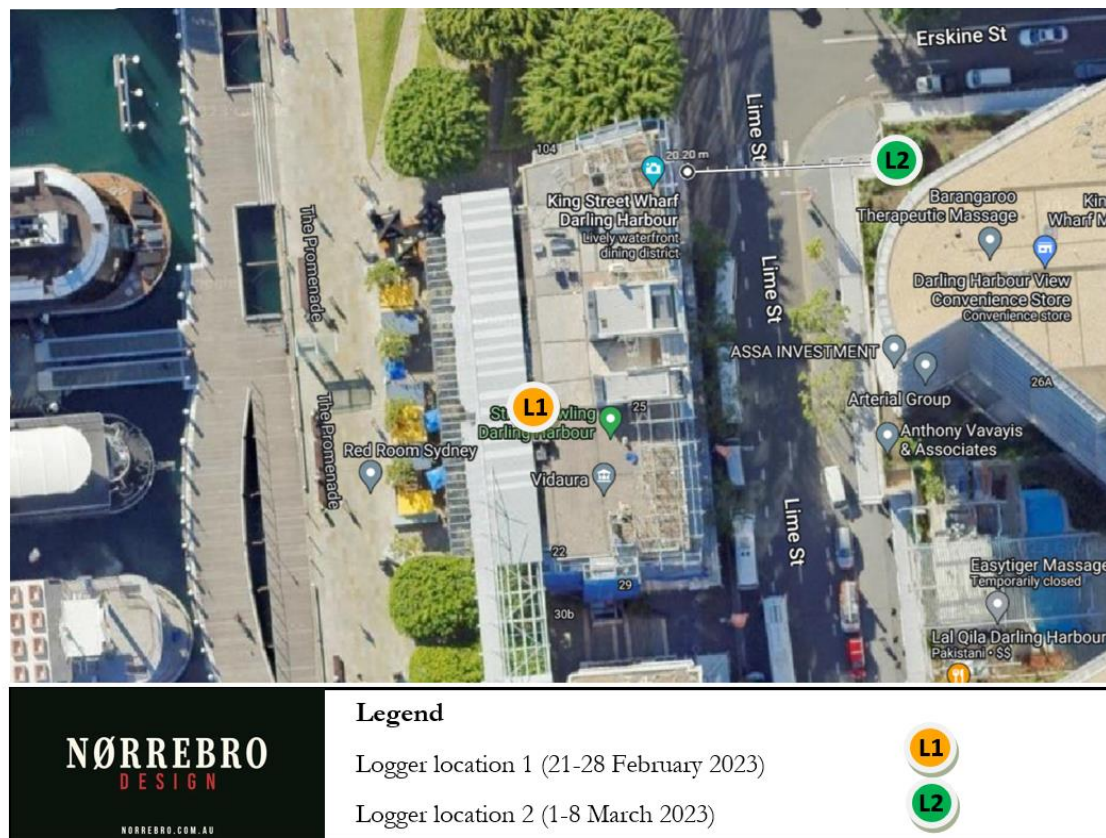 Erskine St
Lime St
104
20.20 m
L2
King Street Wharf
Darling Harbour
Lively waterfront
dining district
Barangaroo
Therapeutic Massage
The Promenade
Lime St
Darling Harbour View
Convenience Store
Convenience store
ASSA INVESTMENT
26A
Arterial Group
L1
25
Darling Harbour
The Promenade
Red Room Sydney
Anthony Vavayis
& Associates
Vidaura
Lime St
22
29
30b
Easytiger Massage
Temporarily closed
Lal Qila Darling Harbour
Pakistani • $$
NØRREBRO
DESIGN
NORREBRO.COM.AU
Legend
Logger location 1 (21-28 February 2023)
L1
Logger location 2 (1-8 March 2023)
L2